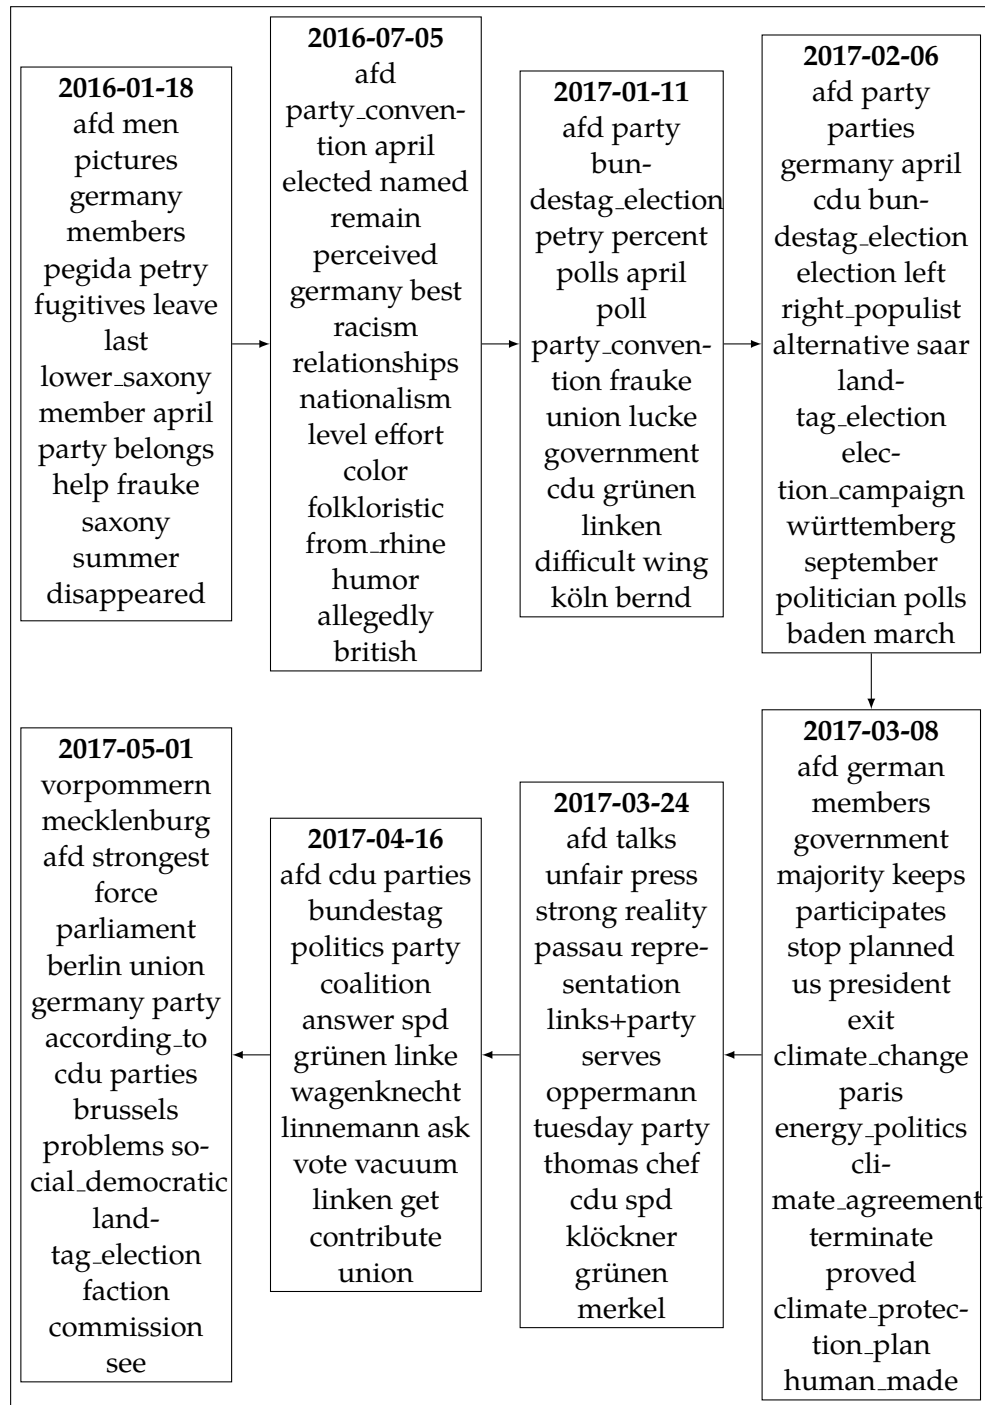 2016-01-18
afd men
pictures
germany
members
pegida petry
fugitives leave
last
lower_saxony
member april
party belongs
help frauke
saxony
summer
disappeared
2016-07-05
afd
party_conven-
tion april
elected named
remain
perceived
germany best
racism
relationships
nationalism
level effort
color
folkloristic
from_rhine
humor
allegedly
british
2017-01-11
afd party
bun-
destag_election
petry percent
polls april
poll
party_conven-
tion frauke
union lucke
government
cdu grünen
linken
difficult wing
köln bernd
2017-02-06
afd party
parties
germany april
cdu bun-
destag_election
election left
right_populist
alternative saar
land-
tag_election
elec-
tion_campaign
württemberg
september
politician polls
baden march
2017-03-08
afd german
members
government
majority keeps
participates
stop planned
us president
exit
climate_change
paris
energy_politics
cli-
mate_agreement
terminate
proved
climate_protec-
tion_plan
human_made
2017-03-24
afd talks
unfair press
strong reality
passau repre-
sentation
links+party
serves
oppermann
tuesday party
thomas chef
cdu spd
klöckner
grünen
merkel
2017-04-16
afd cdu parties
bundestag
politics party
coalition
answer spd
grünen linke
wagenknecht
linnemann ask
vote vacuum
linken get
contribute
union
2017-05-01
vorpommern
mecklenburg
afd strongest
force
parliament
berlin union
germany party
according_to
cdu parties
brussels
problems so-
cial_democratic
land-
tag_election
faction
commission
see